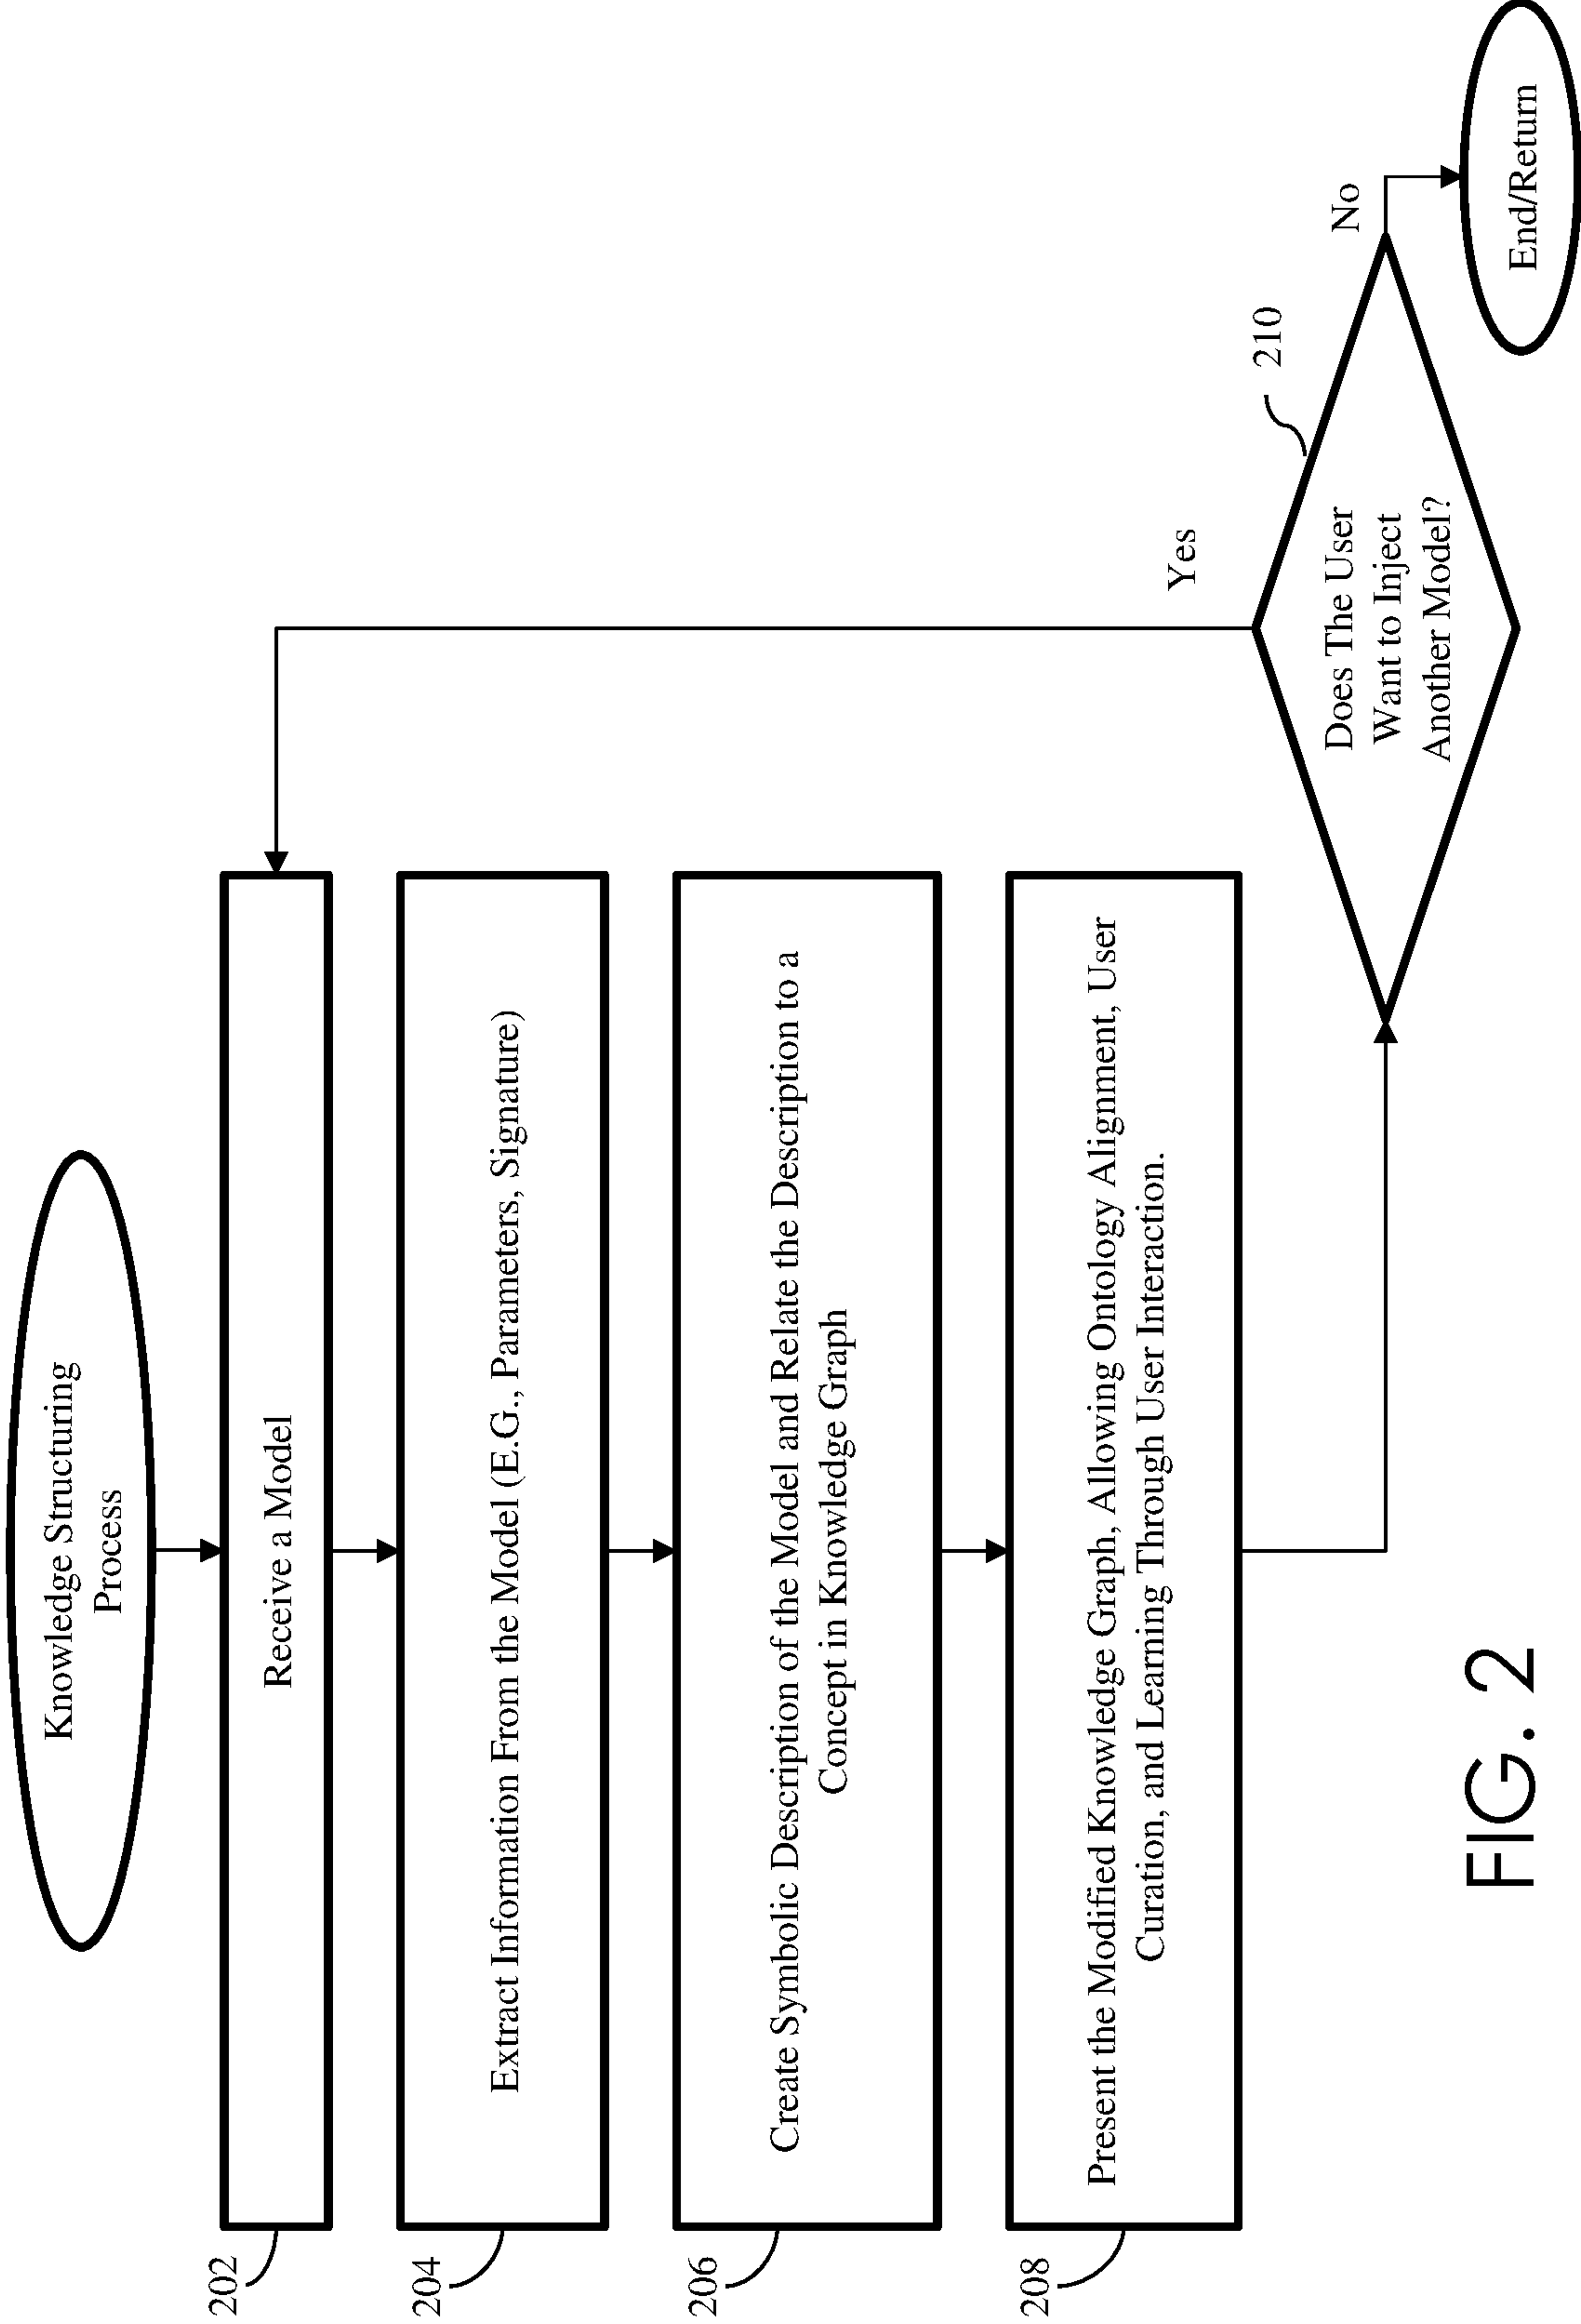 Knowledge Structuring
Process
202
Receive a Model
204
Extract Information From the Model (E.G., Parameters, Signature)
206
Create Symbolic Description of the Model and Relate the Description to a
Concept in Knowledge Graph
208
Present the Modified Knowledge Graph, Allowing Ontology Alignment, User
Curation, and Learning Through User Interaction.
Yes
210
Does The User
Want to Inject
Another Model?
No
End/Return
FIG. 2